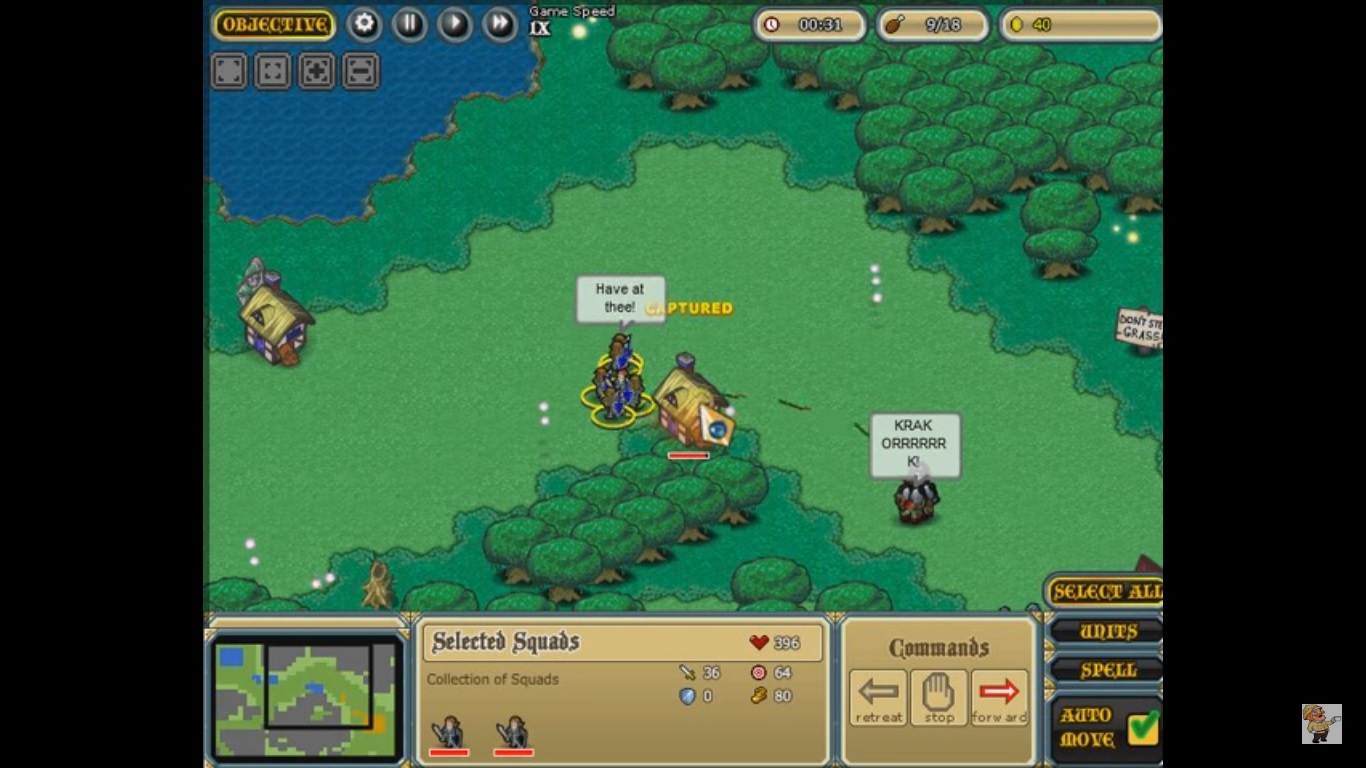 OBJECTIVE
Game Speed
1X
00:31
9/18
40
Have at
thee!
CAPTURED
DON'T STE
GRASS!
KRAK
ORRRRRR
K!
SELECT ALL
Selected Squads
396
Collection of Squads
36
64
0
80
Commands
retreat
stop
forward
UNITS
SPELL
AUTO
MOVE